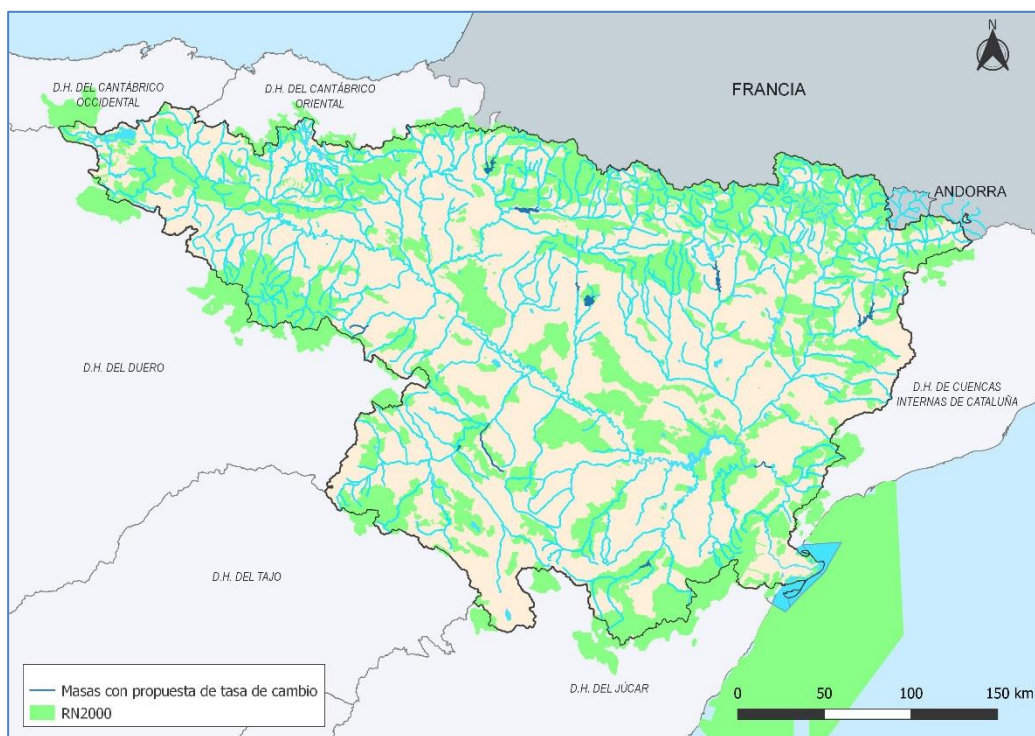 N
D.H. DEL CANTÁBRICO
OCCIDENTAL
D.H. DEL CANTÁBRICO
ORIENTAL
FRANCIA
ANDORRA
D.H. DEL DUERO
D.H. DE CUENCAS
INTERNAS DE CATALUÑA
D.H. DEL TAJO
D.H. DEL JÚCAR
Masas con propuesta de tasa de cambio
RN2000
0 50 100 150 km